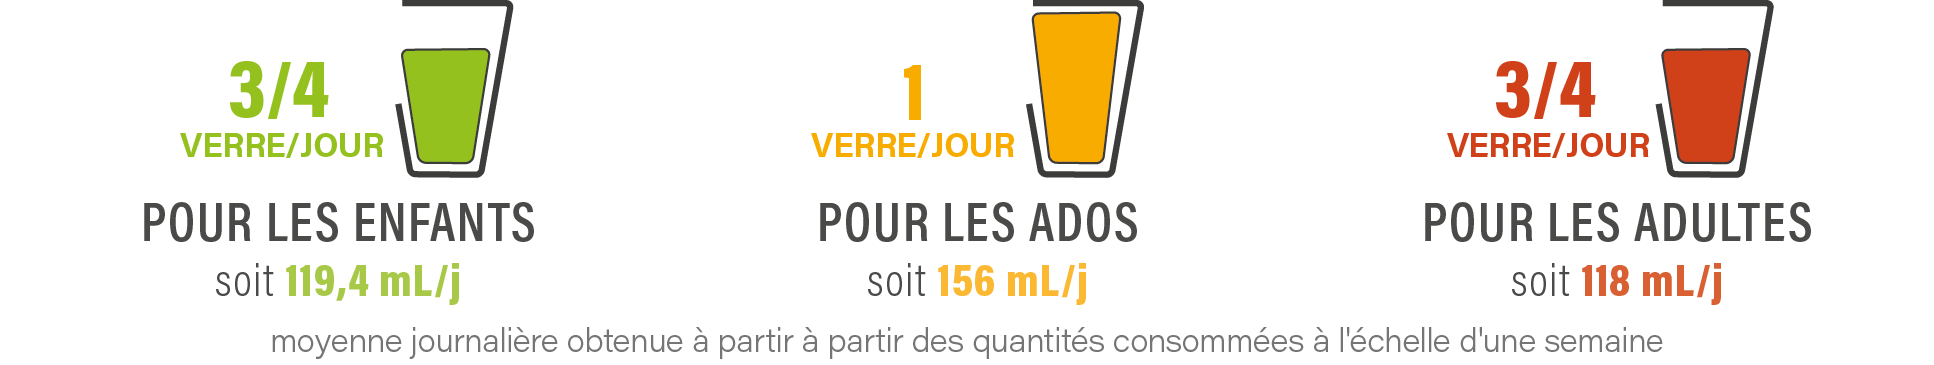 3/4
VERRE/JOUR
POUR LES ENFANTS
soit 119,4 mL/j
1
VERRE/JOUR
POUR LES ADOS
soit 156 mL/j
3/4
VERRE/JOUR
POUR LES ADULTES
soit 118 mL/j
moyenne journalière obtenue à partir à partir des quantités consommées à l'échelle d'une semaine